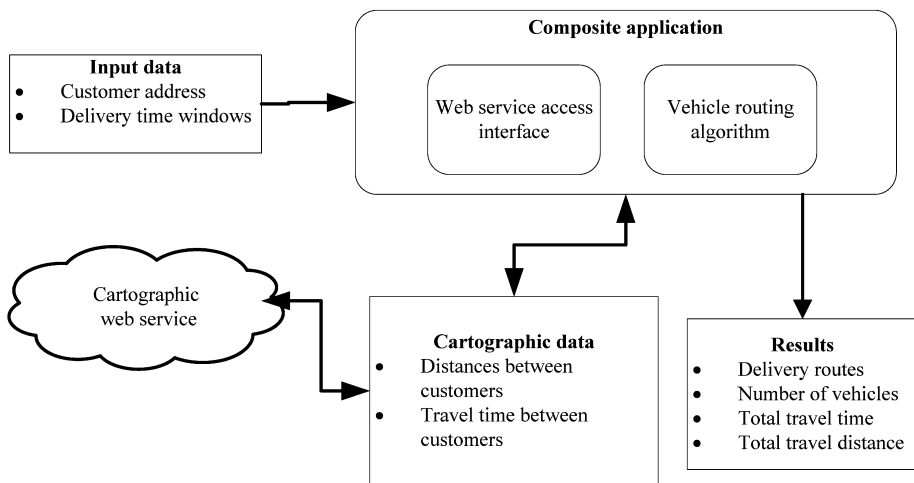 Composite application
Input data
• Customer address
• Delivery time windows
Web service access
interface
Vehicle routing
algorithm
Cartographic
web service
Cartographic data
• Distances between
customers
• Travel time between
customers
Results
• Delivery routes
• Number of vehicles
• Total travel time
• Total travel distance